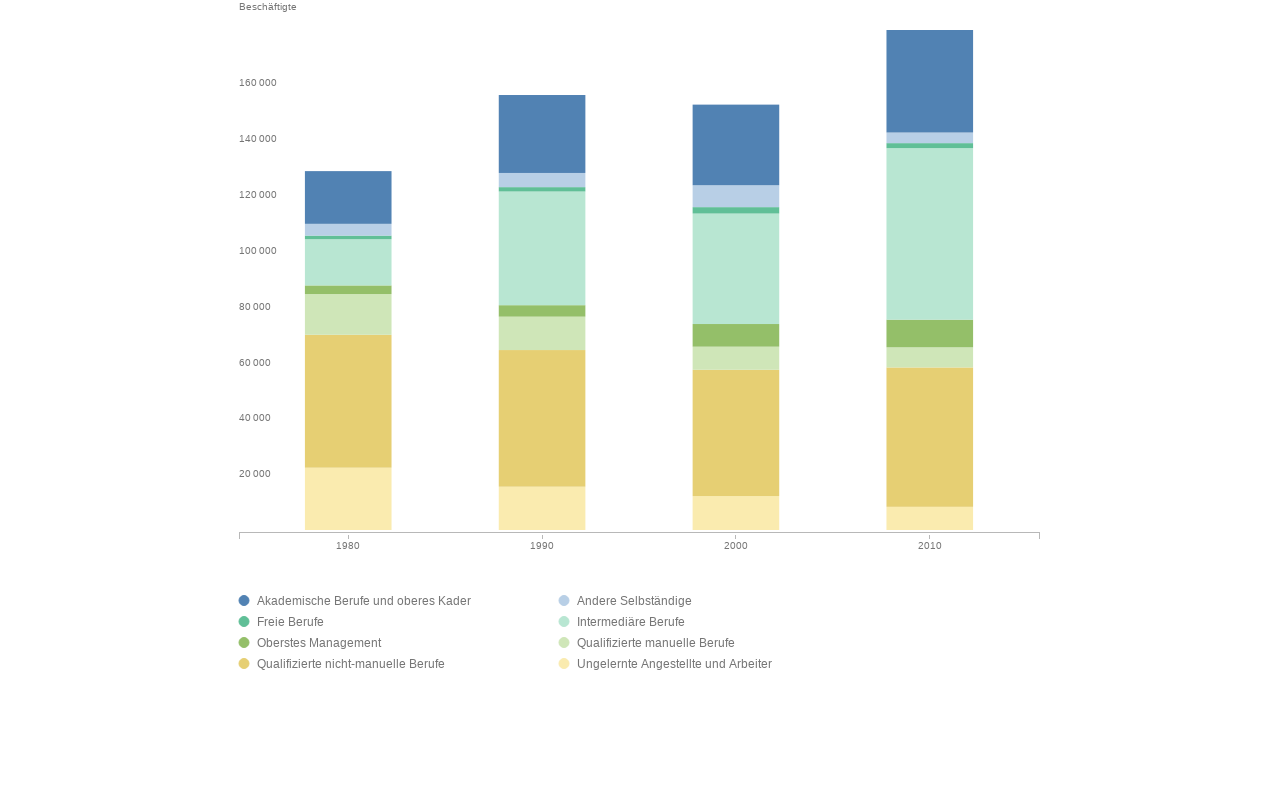 Beschäftigte
160 000
140 000
120 000
100 000
80 000
60 000
40 000
20 000
1980 1990 2000 2010
Akademische Berufe und oberes Kader Andere Selbständige
Freie Berufe Intermediäre Berufe
Oberstes Management Qualifizierte manuelle Berufe
Qualifizierte nicht-manuelle Berufe Ungelernte Angestellte und Arbeiter